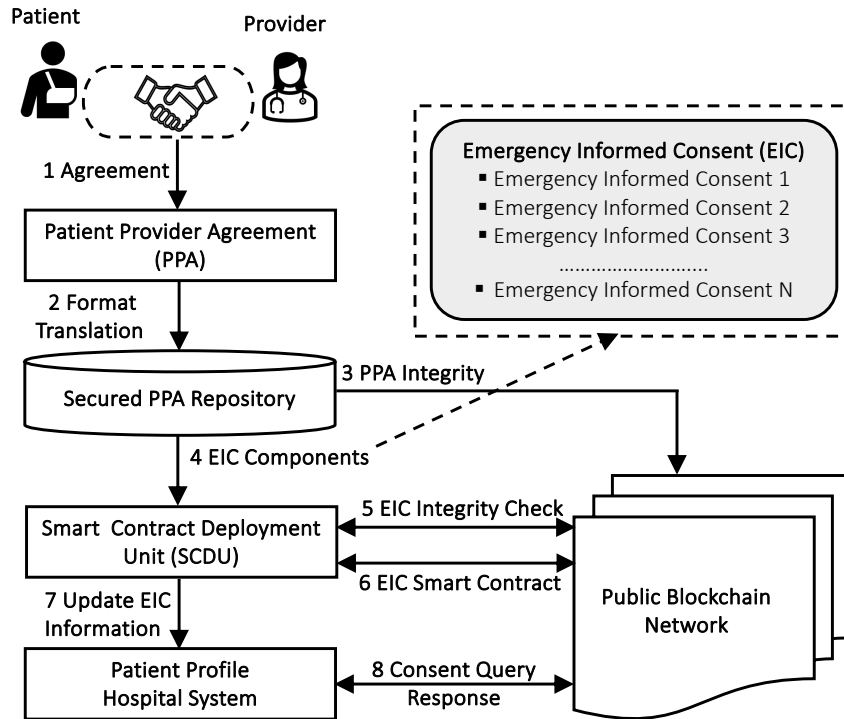 Patient
Provider
1 Agreement
Patient Provider Agreement
(PPA)
2 Format
Translation
Secured PPA Repository
3 PPA Integrity
4 EIC Components
Emergency Informed Consent (EIC)
▪ Emergency Informed Consent 1
▪ Emergency Informed Consent 2
▪ Emergency Informed Consent 3
……………………....
▪ Emergency Informed Consent N
Smart Contract Deployment
Unit (SCDU)
5 EIC Integrity Check
6 EIC Smart Contract
Public Blockchain
Network
7 Update EIC
Information
Patient Profile
Hospital System
8 Consent Query
Response